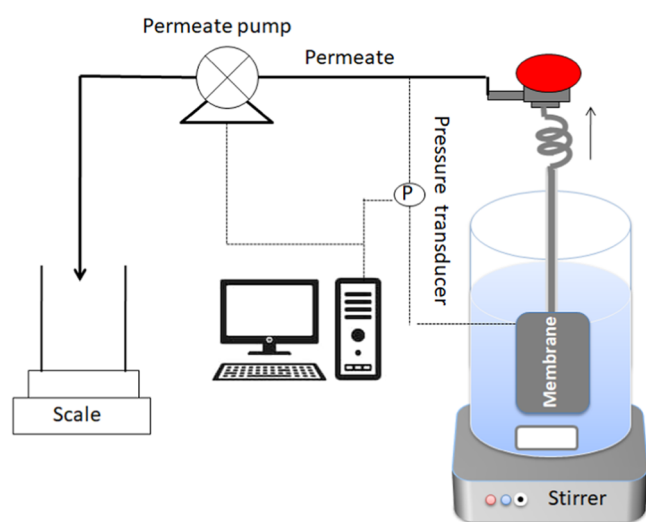 Permeate pump
Permeate
Pressure transducer
P
Membrane
Scale
Stirrer